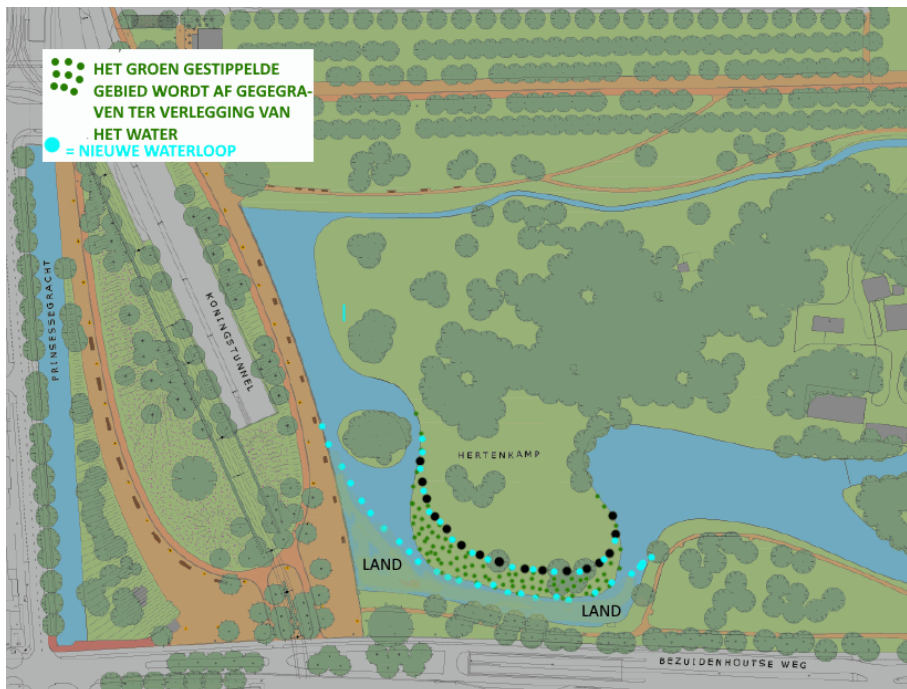 HET GROEN GESTIPPELDE
GEBIED WORDT AF GEGEGRA-
VEN TER VERLEGGING VAN
HET WATER
= NIEUWE WATERLOOP
PRINSESSEGRACHT
KONINGSTUNNEL
HERTENKAMP
LAND
LAND
BEZUIDENHOUTSE WEG